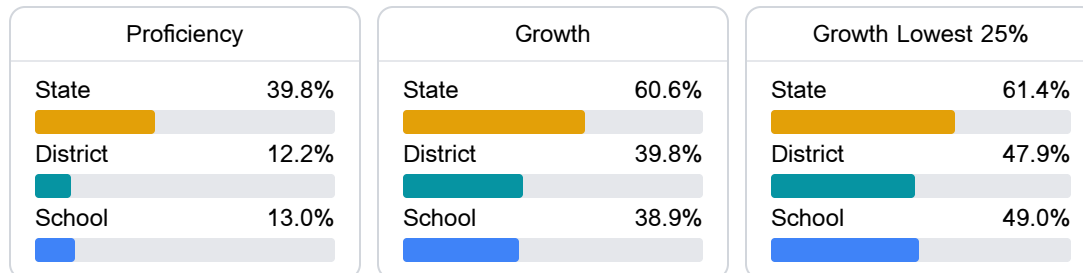 Proficiency
State 39.8%
District 12.2%
School 13.0%
Growth
State 60.6%
District 39.8%
School 38.9%
Growth Lowest 25%
State 61.4%
District 47.9%
School 49.0%